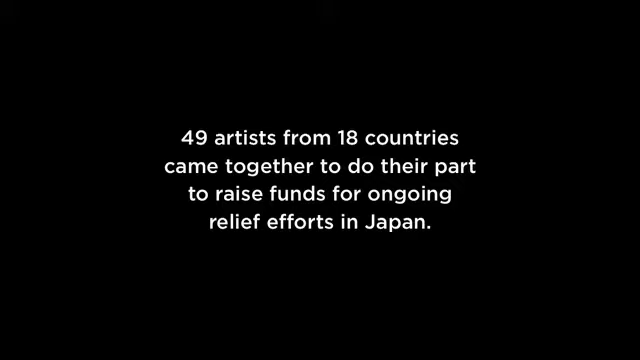 49 artists from 18 countries
came together to do their part
to raise funds for ongoing
relief efforts in Japan.